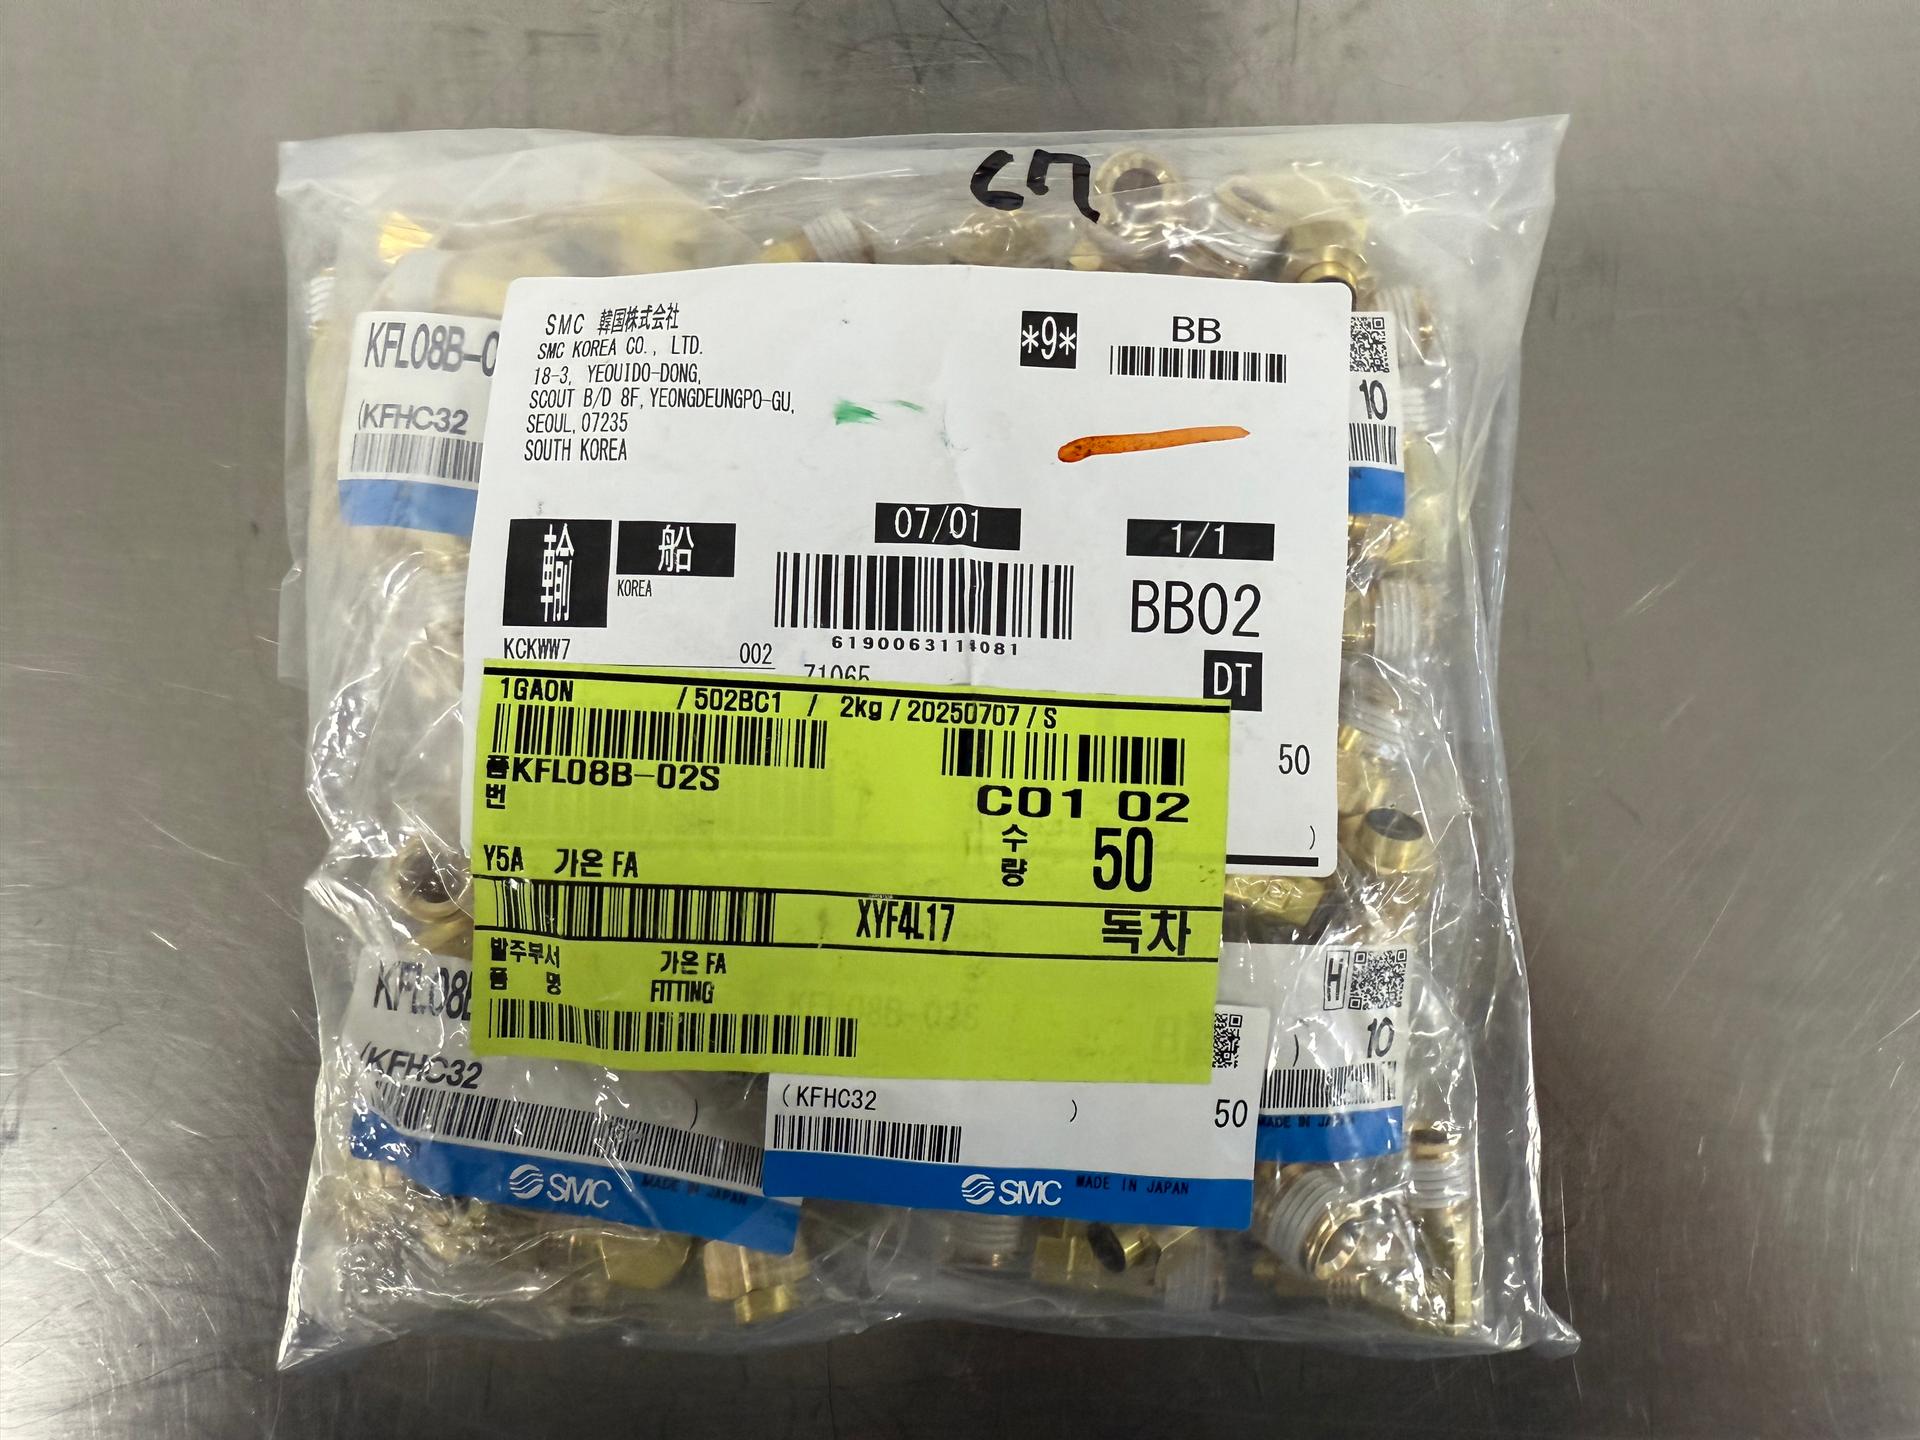 SMC 韓国株式会社
SMC KOREA CO., LTD.
18-3, YEOUIDO-DONG,
SCOUT B/D 8F, YEONGDEUNGPO-GU,
SEOUL, 07235
SOUTH KOREA
*9*
BB
KFL08B-0
(KFHC32
10
輸
船
KOREA
07/01
1/1
6190063114081
BB02
KCKWW7 002
71065
DT
50
)
1GAON / 502BC1 / 2kg / 20250707 / S
품번 KFL08B-02S
C01 02
수량 50
Y5A 가온 FA
XYF4L17 독차
발주부서 가온 FA
품 명 FITTING
KFL08B
(KFHC32 )
SMC MADE IN JAPAN
(KFHC32 ) 50
SMC MADE IN JAPAN
H
) 10
MADE IN JAPAN